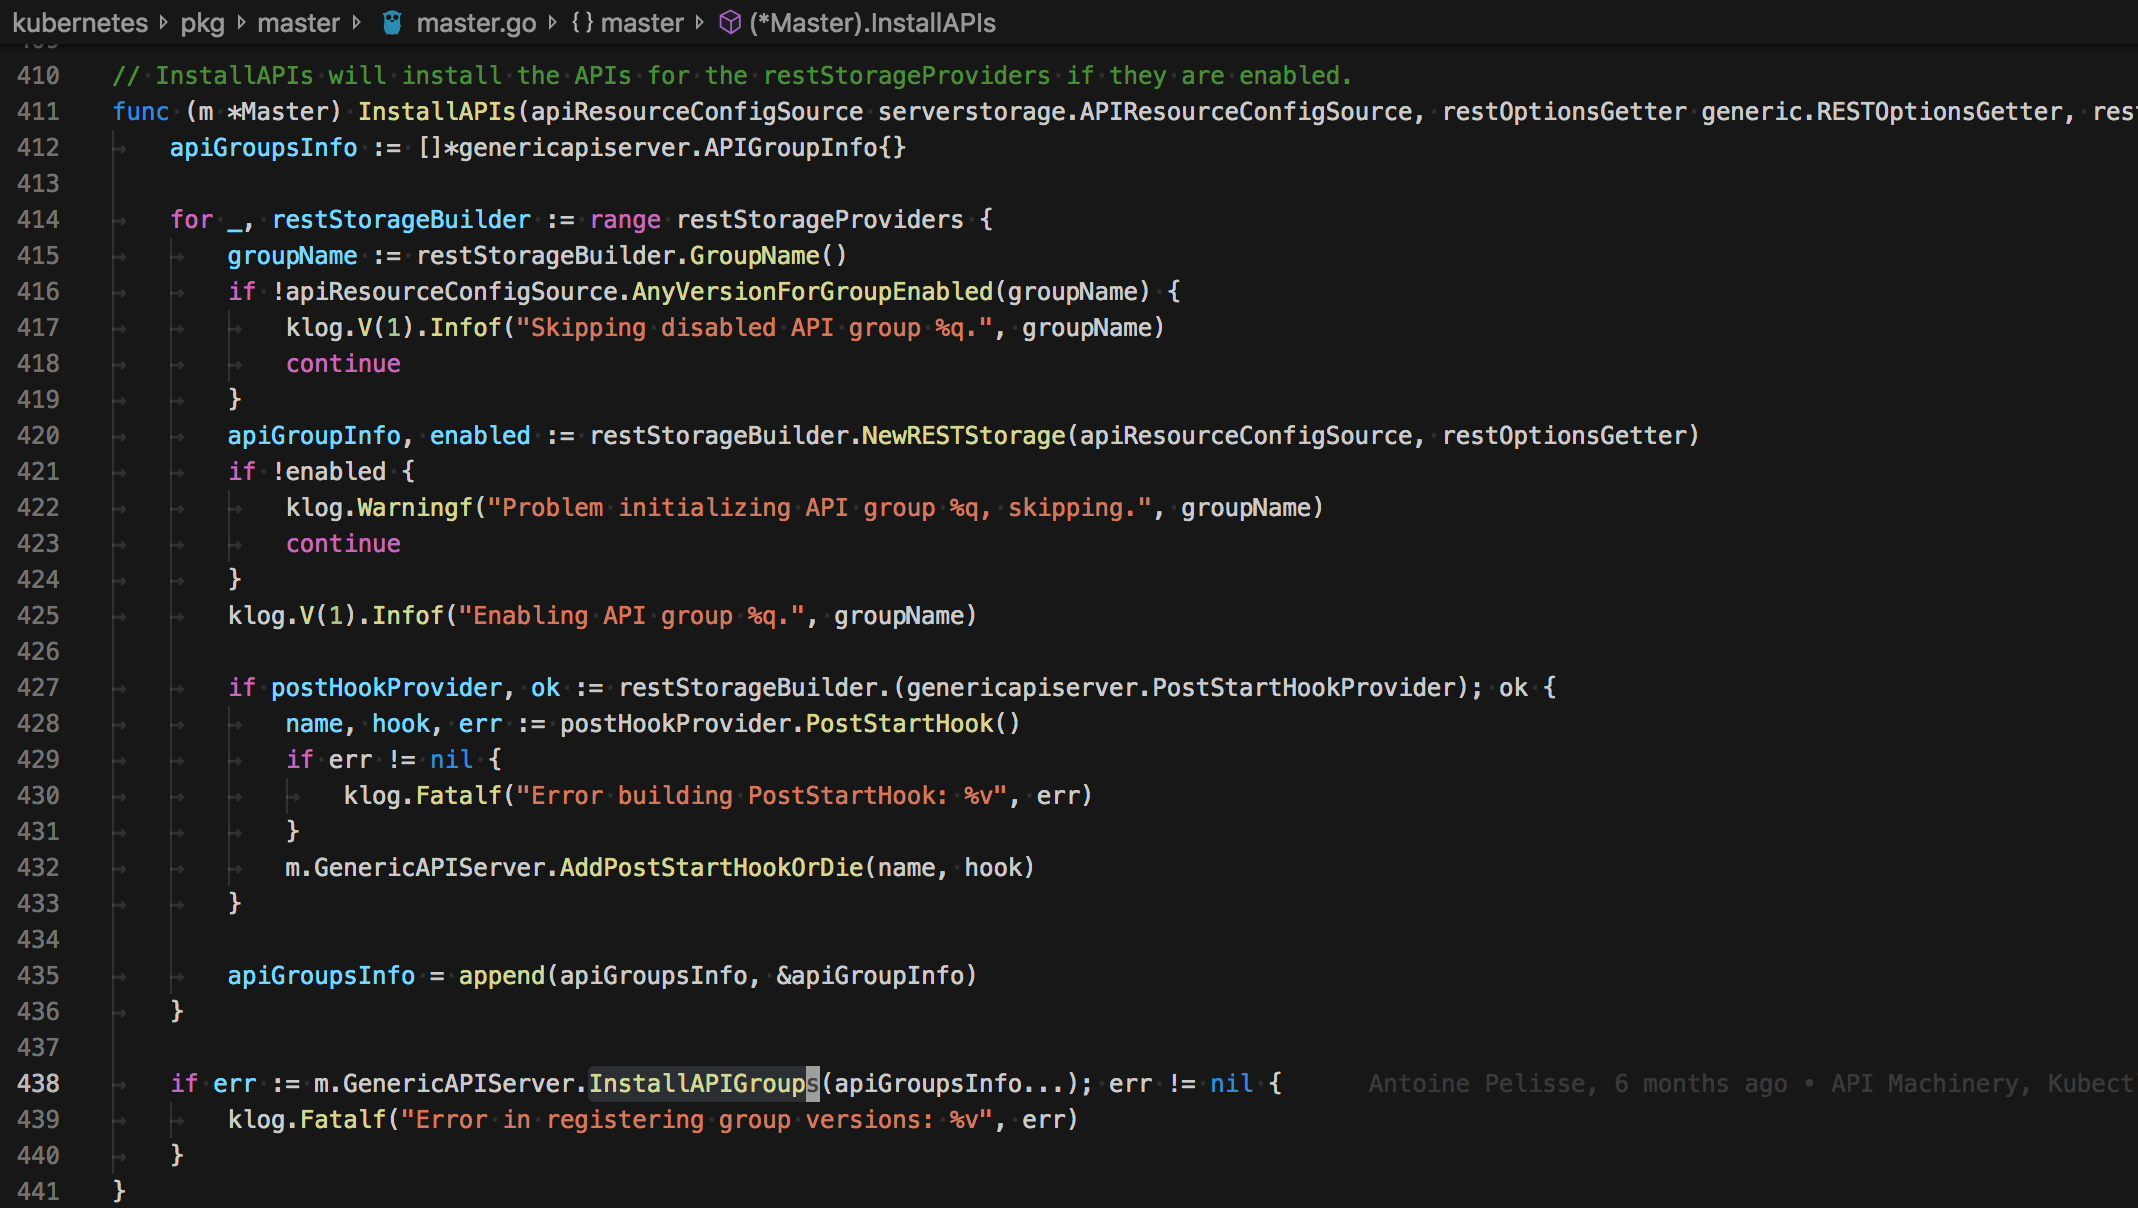 kubernetes pkg master master.go {} master (*Master).InstallAPIs
409
410 // InstallAPIs will install the APIs for the restStorageProviders if they are enabled.
411 func (m *Master) InstallAPIs(apiResourceConfigSource serverstorage.APIResourceConfigSource, restOptionsGetter generic.RESTOptionsGetter, res
412 apiGroupsInfo := []*genericapiserver.APIGroupInfo{}
413
414 for _, restStorageBuilder := range restStorageProviders {
415 groupName := restStorageBuilder.GroupName()
416 if !apiResourceConfigSource.AnyVersionForGroupEnabled(groupName) {
417 klog.V(1).Infof("Skipping disabled API group %q.", groupName)
418 continue
419 }
420 apiGroupInfo, enabled := restStorageBuilder.NewRESTStorage(apiResourceConfigSource, restOptionsGetter)
421 if !enabled {
422 klog.Warningf("Problem initializing API group %q, skipping.", groupName)
423 continue
424 }
425 klog.V(1).Infof("Enabling API group %q.", groupName)
426
427 if postHookProvider, ok := restStorageBuilder.(genericapiserver.PostStartHookProvider); ok {
428 name, hook, err := postHookProvider.PostStartHook()
429 if err != nil {
430 klog.Fatalf("Error building PostStartHook: %v", err)
431 }
432 m.GenericAPIServer.AddPostStartHookOrDie(name, hook)
433 }
434
435 apiGroupsInfo = append(apiGroupsInfo, &apiGroupInfo)
436 }
437
438 if err := m.GenericAPIServer.InstallAPIGroups(apiGroupsInfo...); err != nil { Antoine Pelisse, 6 months ago • API Machinery, Kubect
439 klog.Fatalf("Error in registering group versions: %v", err)
440 }
441 }